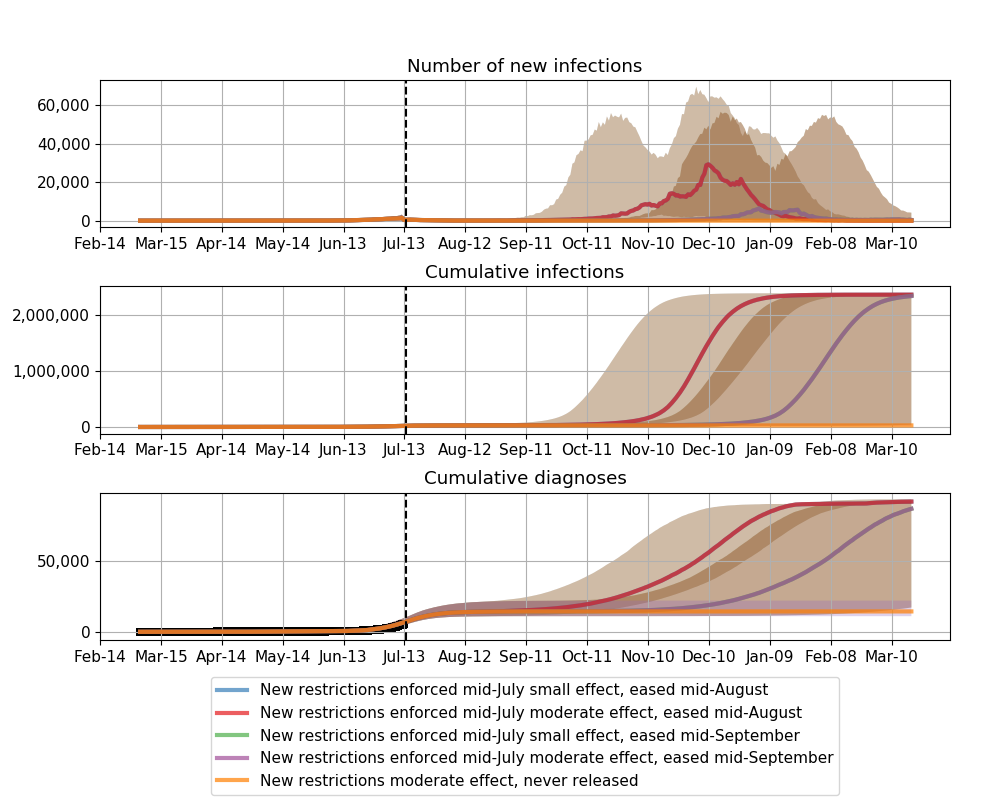 Number of new infections
60,000
40,000
20,000
0
Feb-14 Mar-15 Apr-14 May-14 Jun-13 Jul-13 Aug-12 Sep-11 Oct-11 Nov-10 Dec-10 Jan-09 Feb-08 Mar-10
Cumulative infections
2,000,000
1,000,000
0
Feb-14 Mar-15 Apr-14 May-14 Jun-13 Jul-13 Aug-12 Sep-11 Oct-11 Nov-10 Dec-10 Jan-09 Feb-08 Mar-10
Cumulative diagnoses
50,000
0
Feb-14 Mar-15 Apr-14 May-14 Jun-13 Jul-13 Aug-12 Sep-11 Oct-11 Nov-10 Dec-10 Jan-09 Feb-08 Mar-10
New restrictions enforced mid-July small effect, eased mid-August
New restrictions enforced mid-July moderate effect, eased mid-August
New restrictions enforced mid-July small effect, eased mid-September
New restrictions enforced mid-July moderate effect, eased mid-September
New restrictions moderate effect, never released